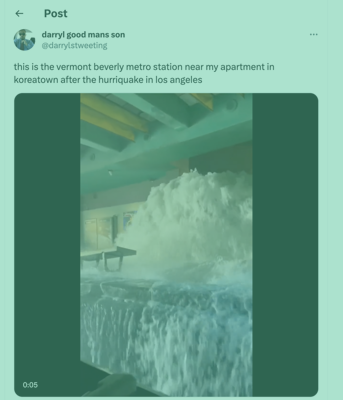 Post
darryl good mans son
@darrylstweeting
this is the vermont beverly metro station near my apartment in
koreatown after the hurriquake in los angeles
0:05